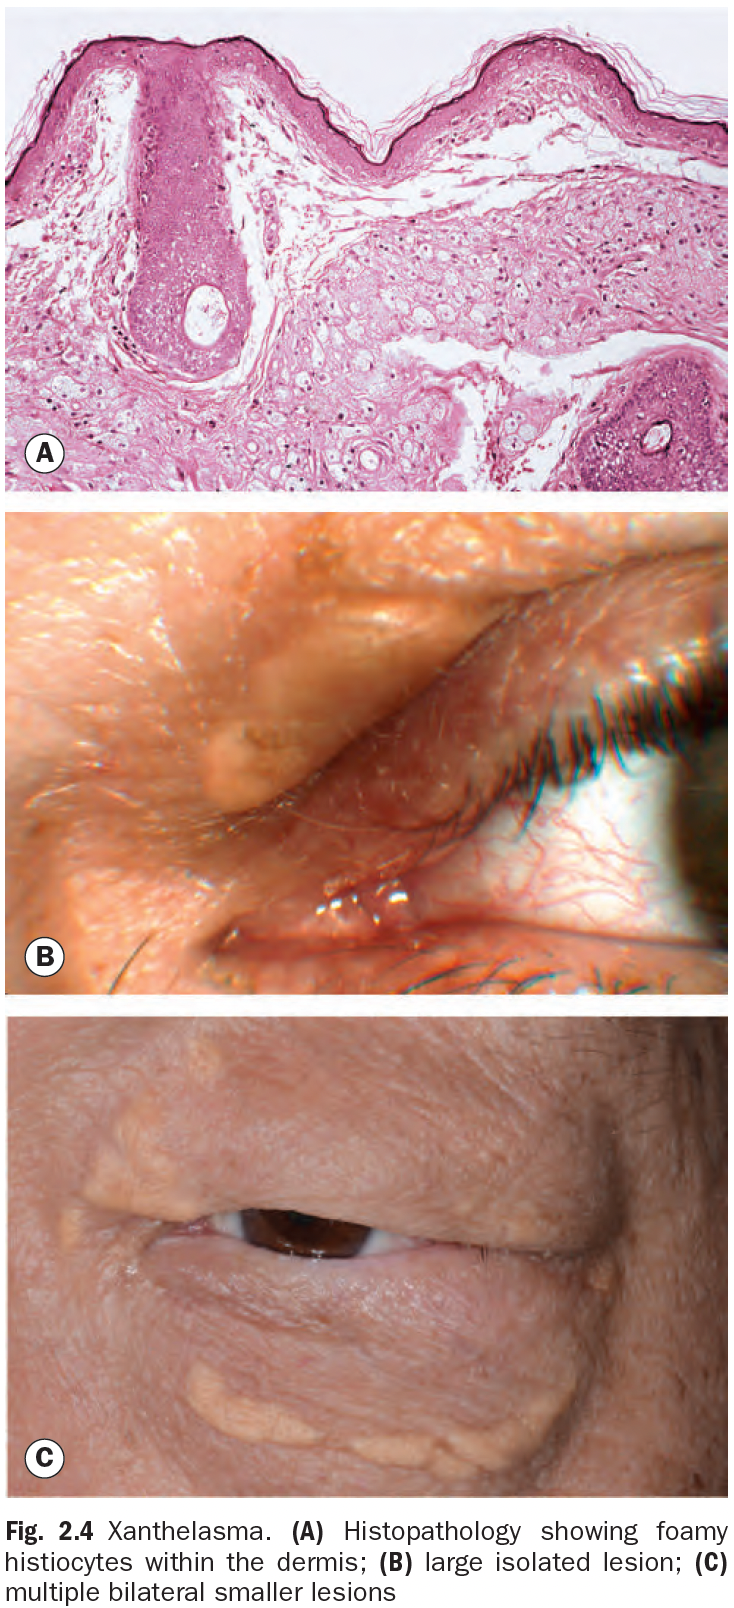 A
B
C
Fig. 2.4 Xanthelasma. (A) Histopathology showing foamy
histiocytes within the dermis; (B) large isolated lesion; (C)
multiple bilateral smaller lesions